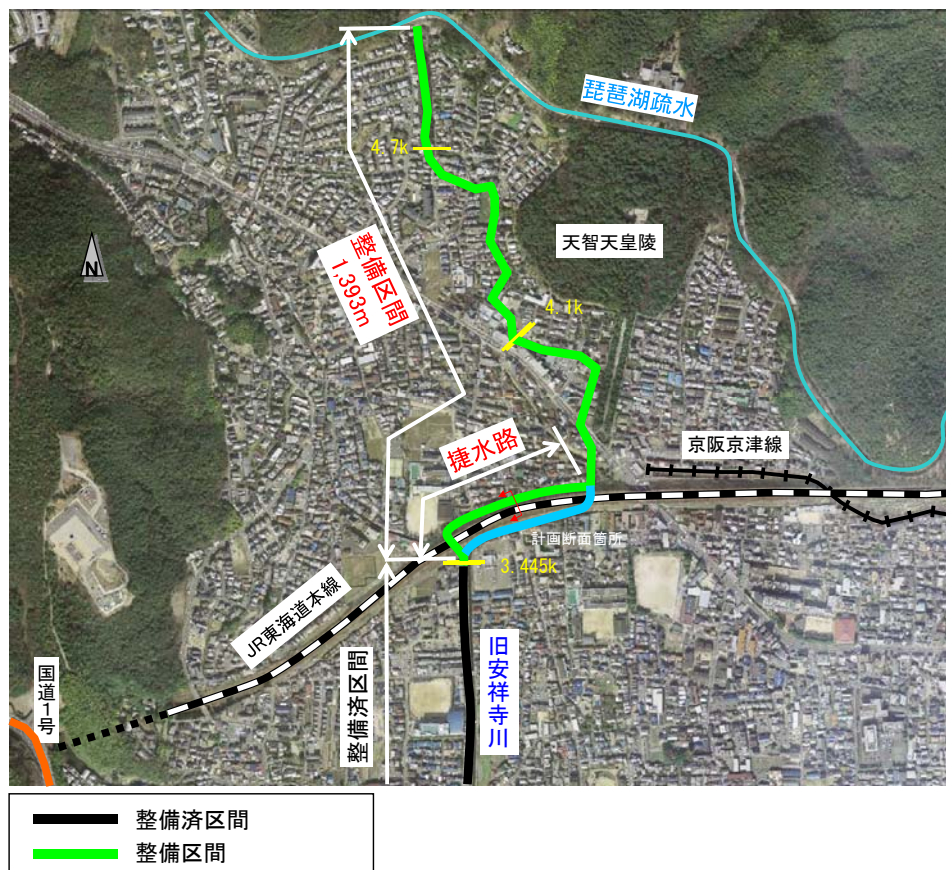 琵琶湖疏水
4.7k
天智天皇陵
N
整備区間
1,393m
4.1k
捷水路
京阪京津線
計画断面箇所
3.445k
JR東海道本線
整備済区間
旧安祥寺川
国道1号
整備済区間
整備区間